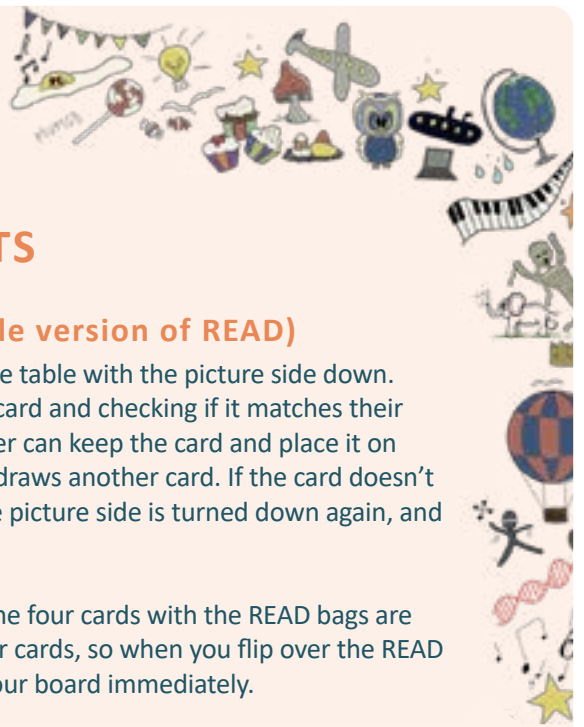 TS
le version of READ)
e table with the picture side down.
card and checking if it matches their
er can keep the card and place it on
draws another card. If the card doesn’t
e picture side is turned down again, and
ne four cards with the READ bags are
r cards, so when you flip over the READ
our board immediately.